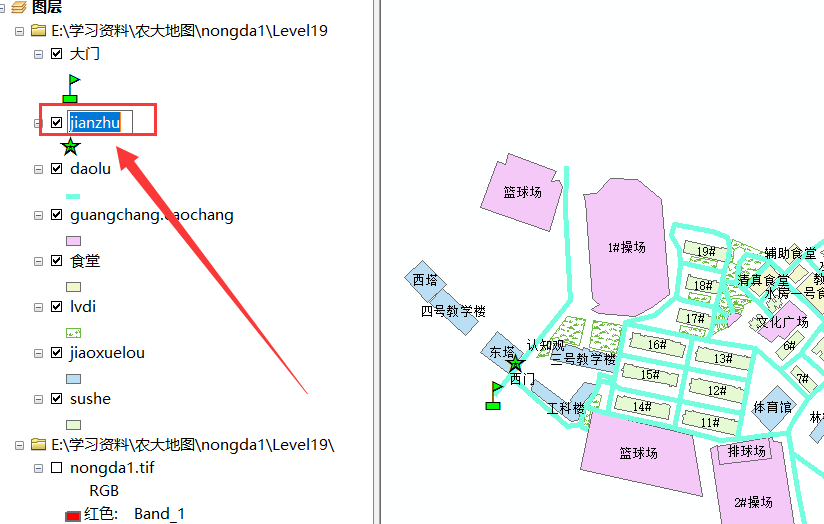 图层
E:\学习资料\农大地图\nongda1\Level19
大门
jianzhu
daolu
guangchang.caochang
食堂
lvdi
jiaoxuelou
sushe
E:\学习资料\农大地图\nongda1\Level19\
nongda1.tif
RGB
红色: Band_1
篮球场
1#操场
19#
辅助食堂
西塔
18#
清真食堂
水房一号食
四号教学楼
17#
文化广场
认知观
东塔
三号教学楼
16#
13#
6#
西门
15#
12#
7#
工科楼
14#
11#
体育馆
林
篮球场
排球场
2#操场